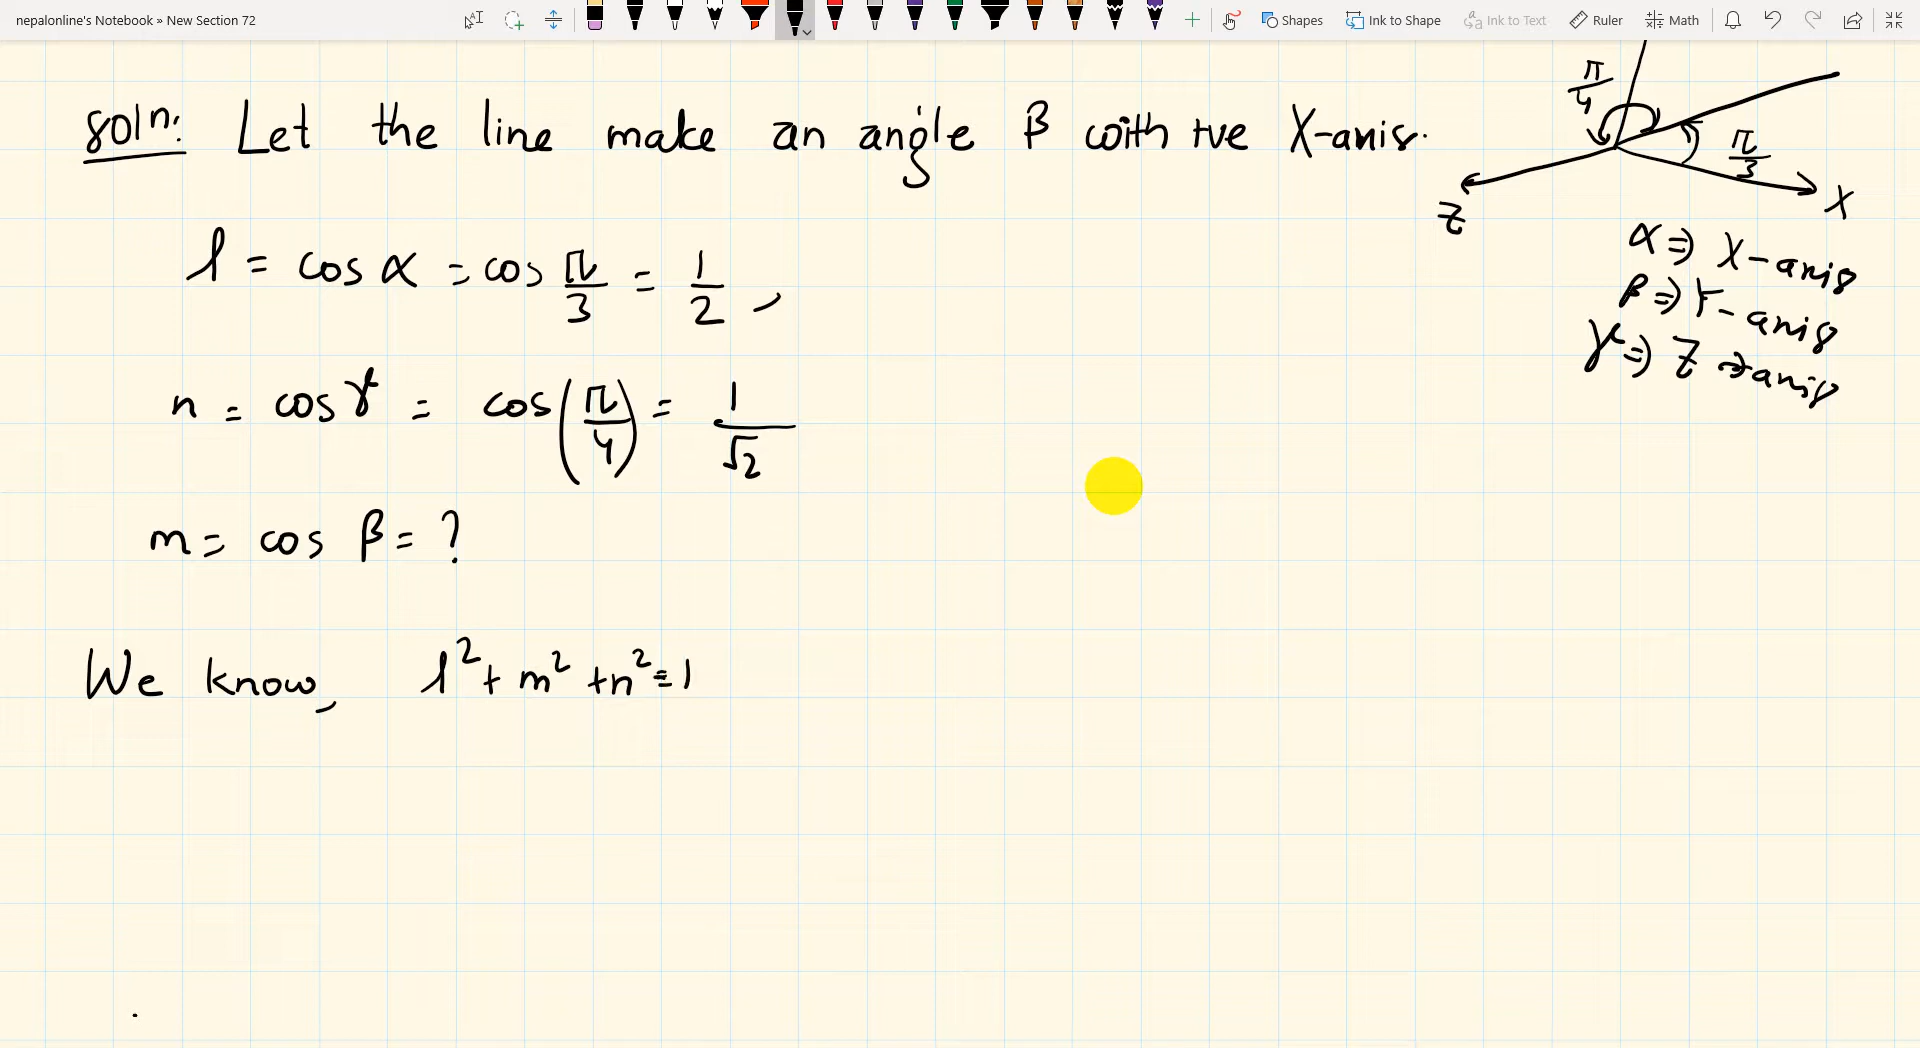 nepalonline's Notebook » New Section 72
Shapes Ink to Shape Ink to Text Ruler Math
soln: Let the line make an angle β with +ve X-axis.
π/4
π/3
Z
X
α ⇒ X-axis
β ⇒ Y-axis
γ ⇒ Z → axis
l = cos α = cos π/3 = 1/2,
n = cos γ = cos(π/4) = 1/√2
m = cos β = ?
We know, l² + m² + n² = 1